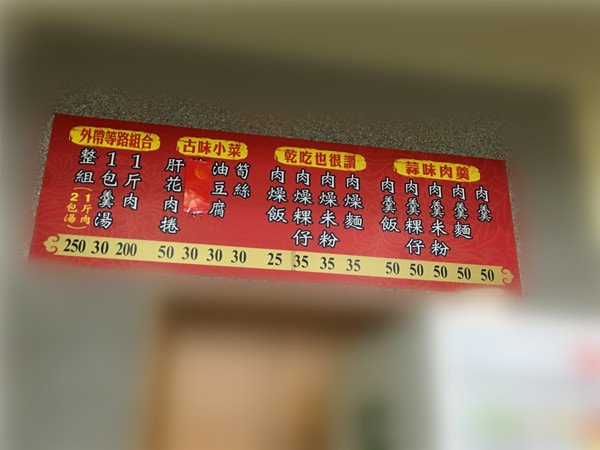 蒜味肉羹
肉羹
50
肉羹麵
50
肉羹米粉
50
肉羹粿仔
50
肉羹飯
50
乾吃也很讚
肉燥麵
35
肉燥米粉
35
肉燥粿仔
35
肉燥飯
25
古味小菜
筍絲
30
油豆腐
30
30
肝花肉捲
50
外帶等路組合
1斤肉
200
1包羹湯
30
整組(1斤肉2包湯)
250